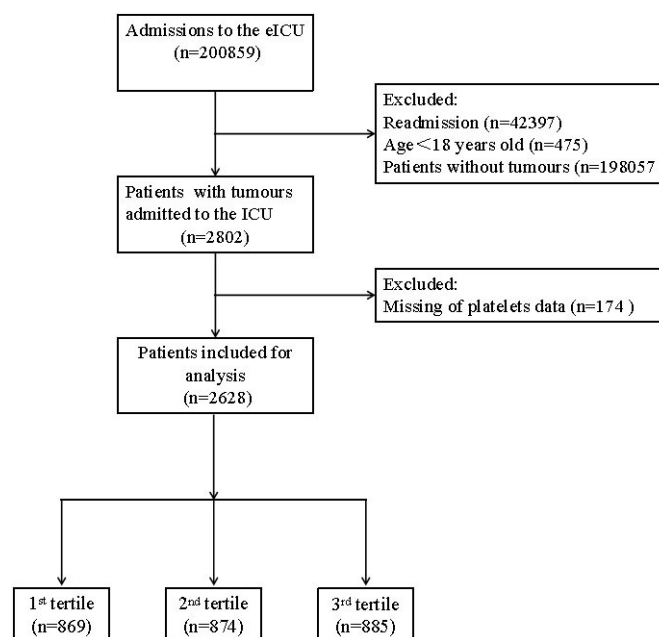 Admissions to the eICU
(n=200859)
Excluded:
Readmission (n=42397)
Age＜18 years old (n=475)
Patients without tumours (n=198057
Patients with tumours
admitted to the ICU
(n=2802)
Excluded:
Missing of platelets data (n=174 )
Patients included for
analysis
(n=2628)
1st tertile
(n=869)
2nd tertile
(n=874)
3rd tertile
(n=885)